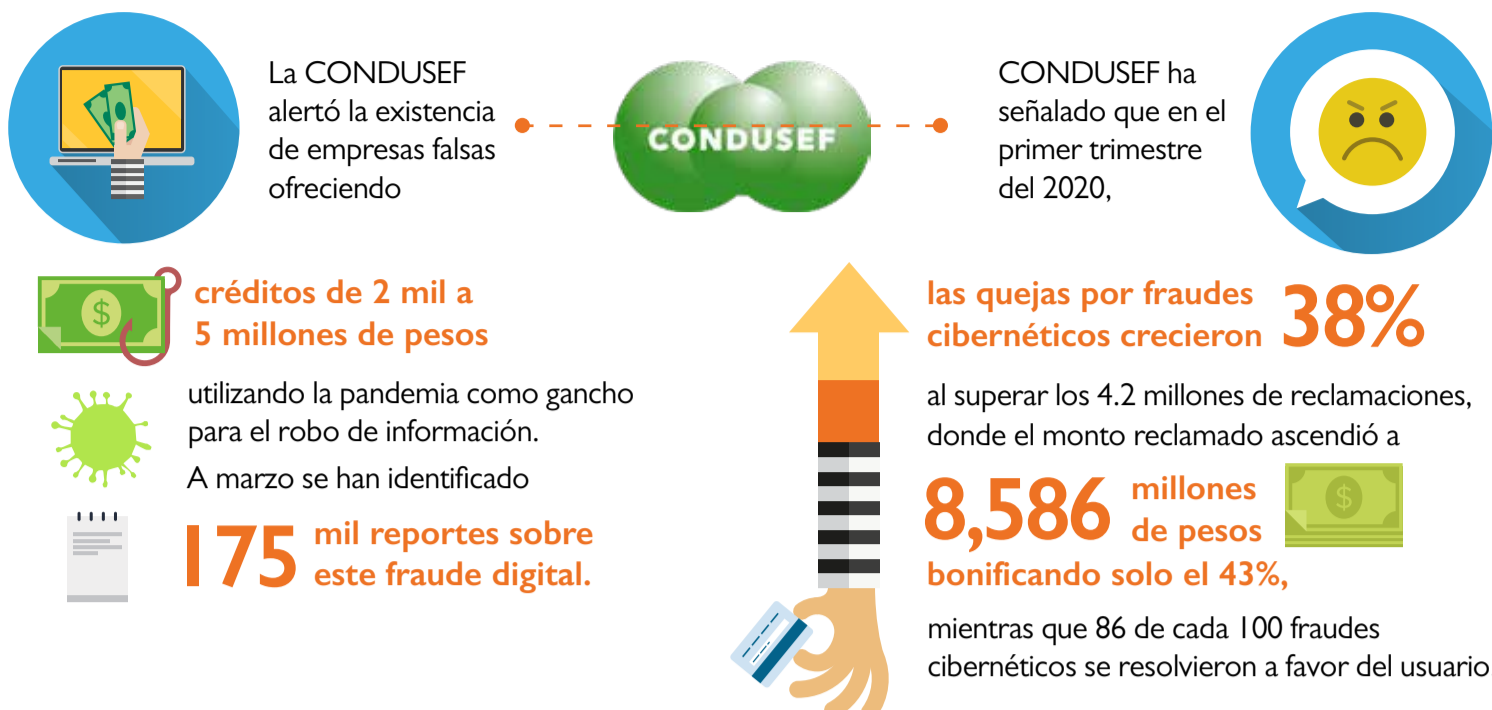 La CONDUSEF
alertó la existencia
de empresas falsas
ofreciendo
créditos de 2 mil a
5 millones de pesos
utilizando la pandemia como gancho
para el robo de información.
A marzo se han identificado
175 mil reportes sobre
este fraude digital.
CONDUSEF
CONDUSEF ha
señalado que en el
primer trimestre
del 2020,
las quejas por fraudes
cibernéticos crecieron 38%
al superar los 4.2 millones de reclamaciones,
donde el monto reclamado ascendió a
8,586 millones
de pesos
bonificando solo el 43%,
mientras que 86 de cada 100 fraudes
cibernéticos se resolvieron a favor del usuario